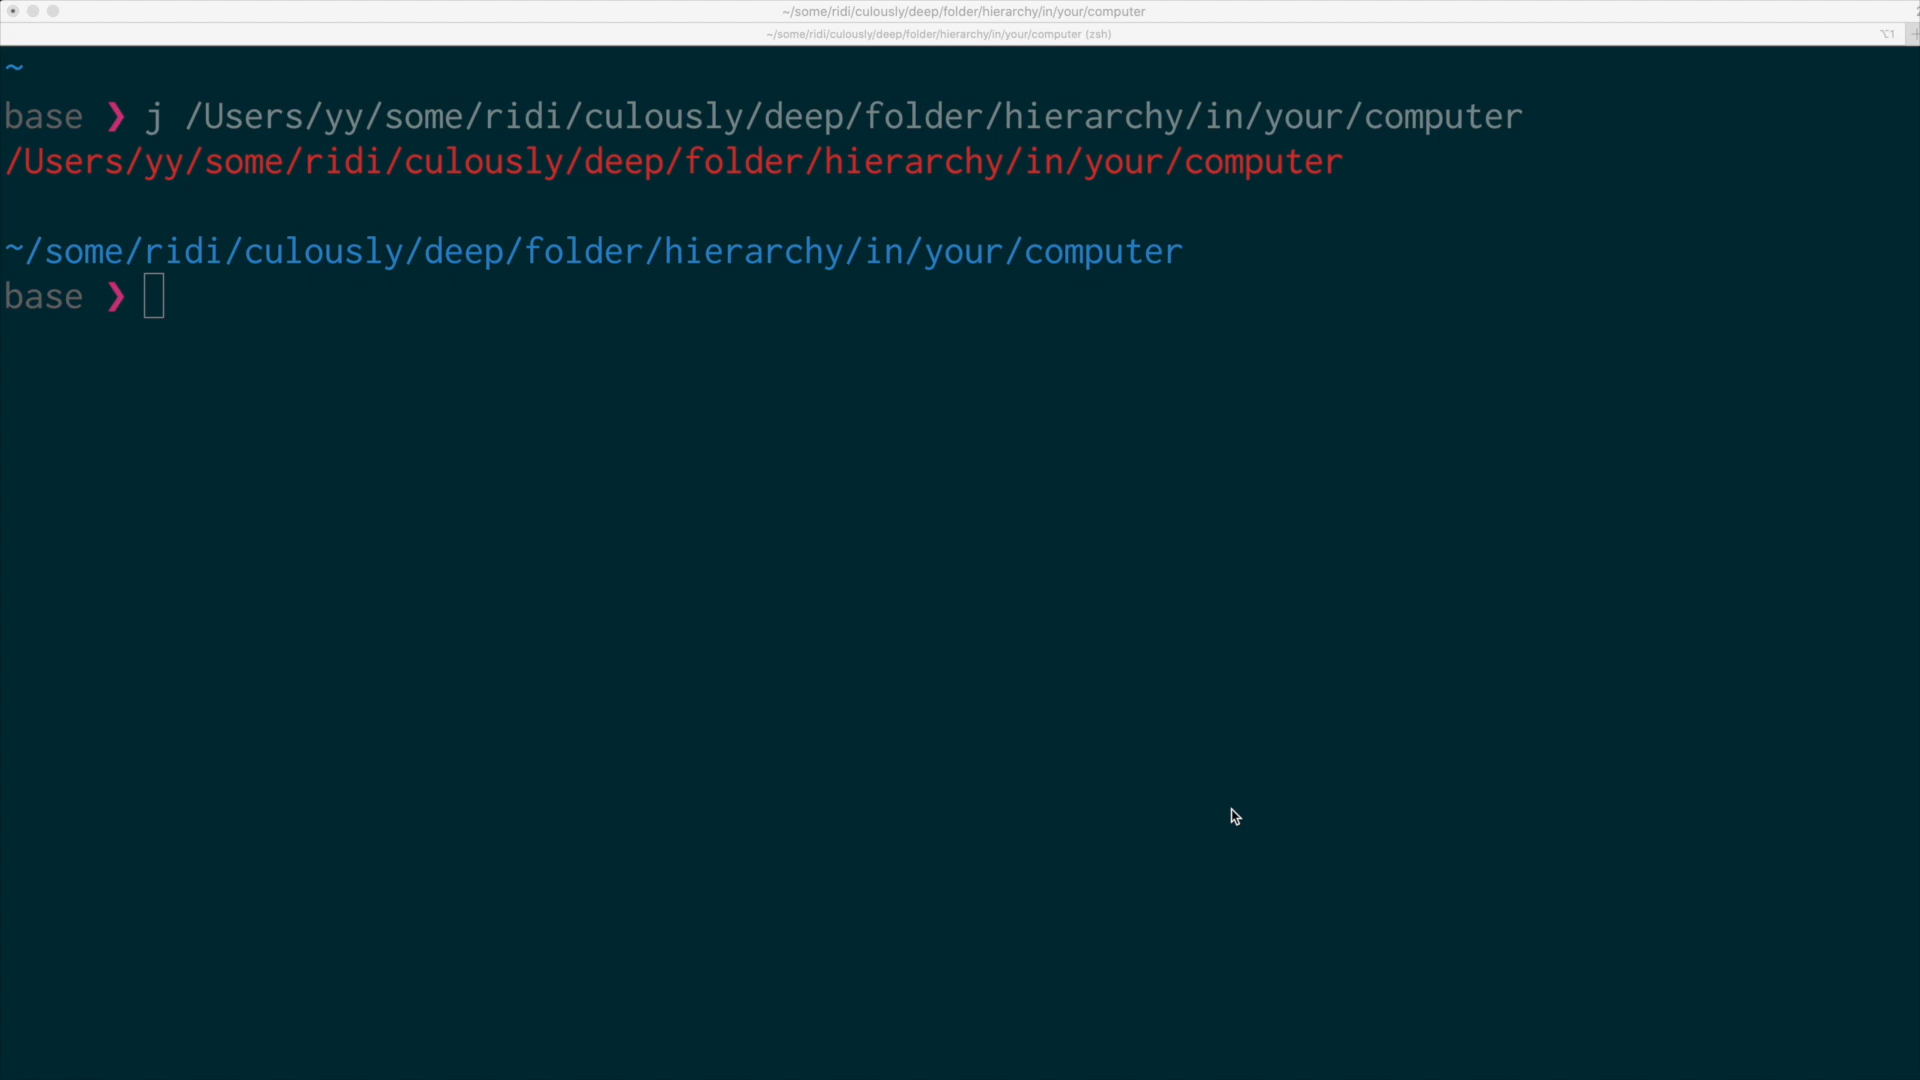 ~/some/ridi/culously/deep/folder/hierarchy/in/your/computer
~/some/ridi/culously/deep/folder/hierarchy/in/your/computer (zsh)
⌥1
~
base ❯ j /Users/yy/some/ridi/culously/deep/folder/hierarchy/in/your/computer
/Users/yy/some/ridi/culously/deep/folder/hierarchy/in/your/computer
~/some/ridi/culously/deep/folder/hierarchy/in/your/computer
base ❯